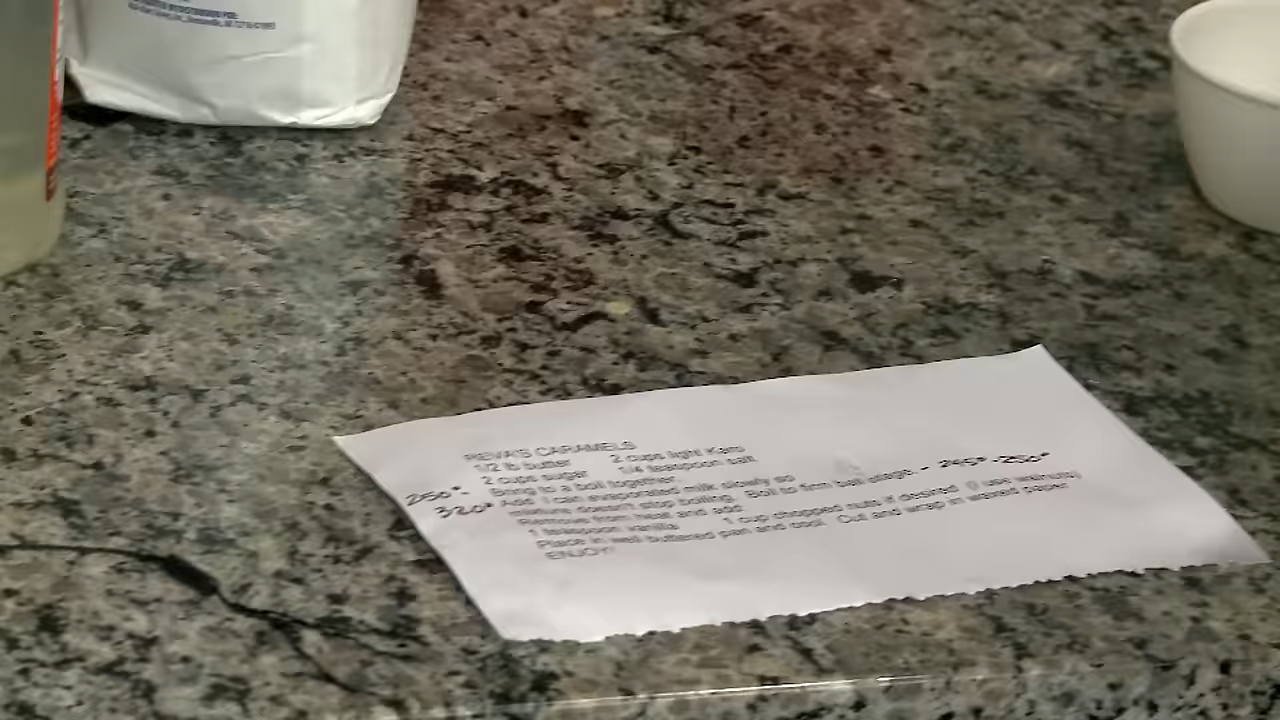 REVA'S CARAMELS
1/2 lb butter 2 cups light Karo
2 cups sugar 1/4 teaspoon salt
250°- Bring to a boil together
320° Add 1 can evaporated milk slowly so
mixture doesn't stop boiling. Boil to firm ball stage. - 245°-250°
Remove from heat and add
1 teaspoon vanilla 1 cup chopped nuts if desired (I use walnuts)
Place in well buttered pan and cool. Cut and wrap in waxed paper
ENJOY!